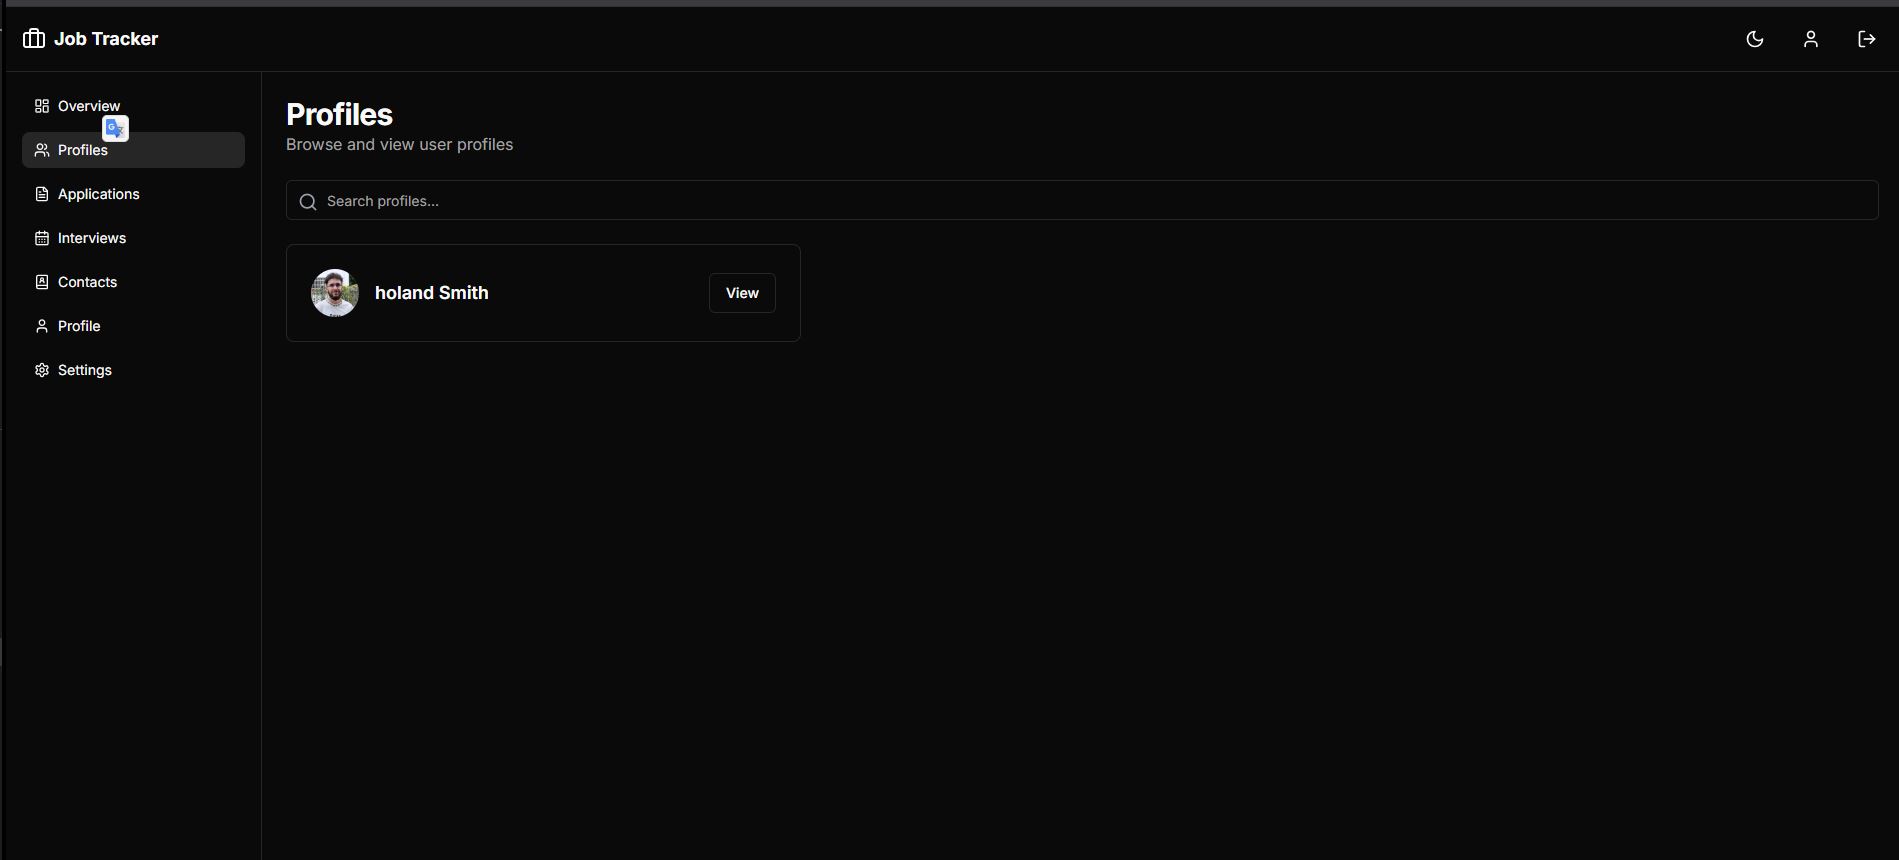 Job Tracker
Overview
Profiles
Applications
Interviews
Contacts
Profile
Settings
Profiles
Browse and view user profiles
Search profiles...
holand Smith
View